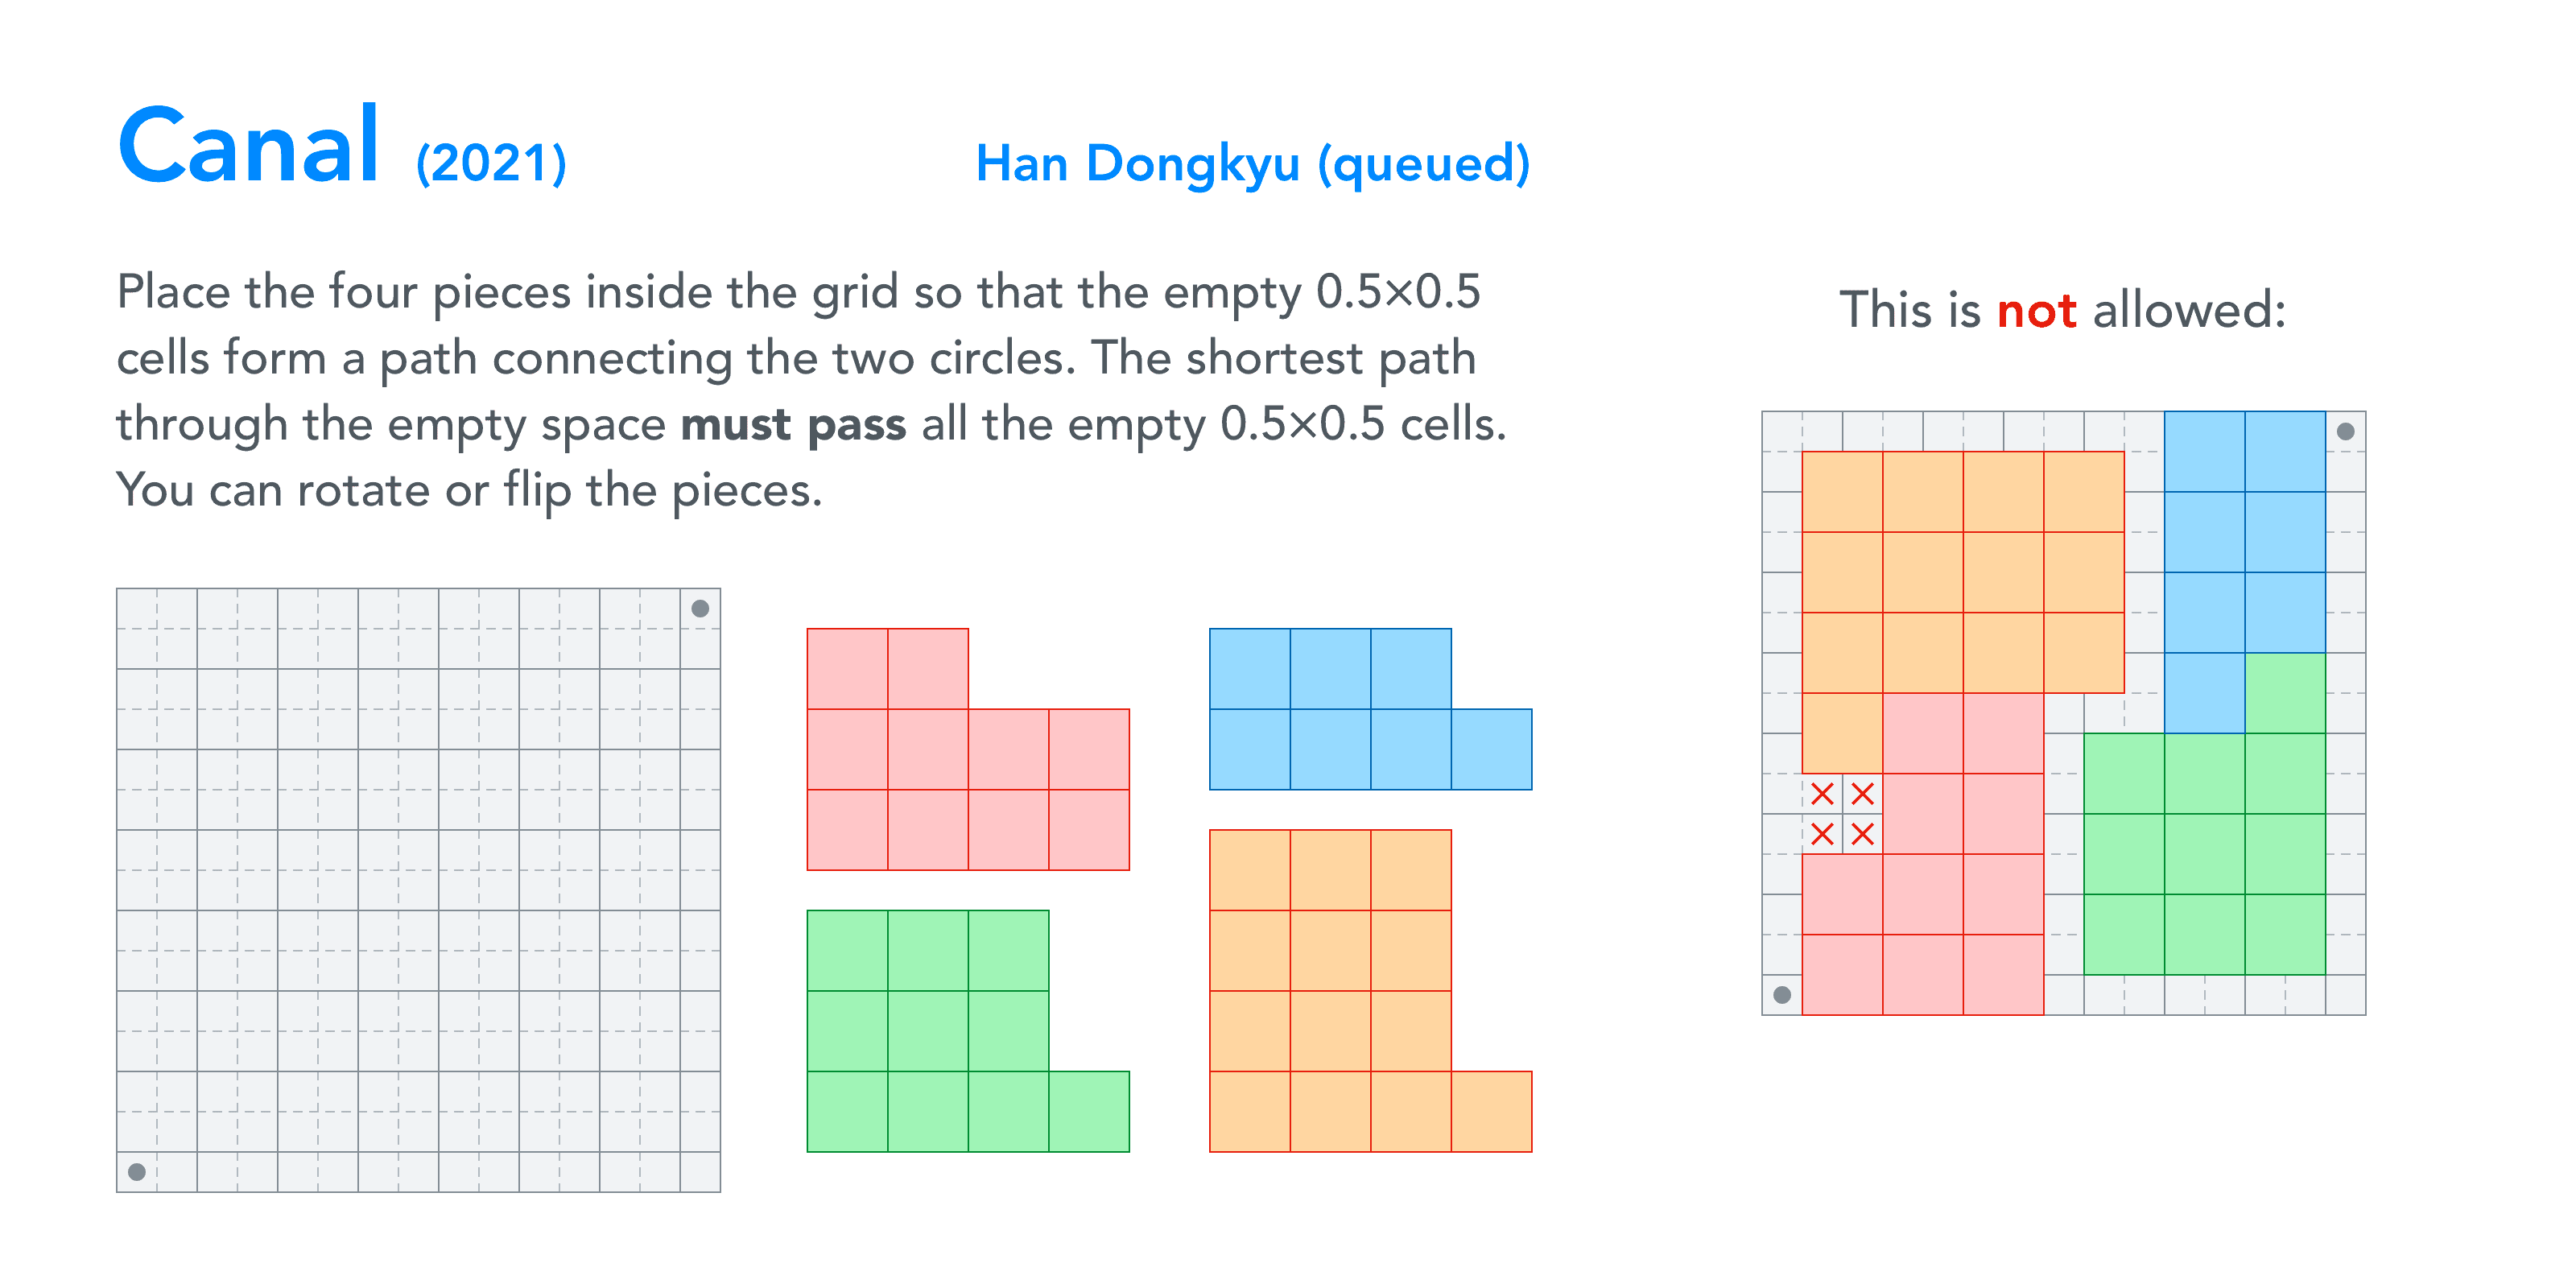 Canal (2021)
Han Dongkyu (queued)
Place the four pieces inside the grid so that the empty 0.5×0.5
cells form a path connecting the two circles. The shortest path
through the empty space must pass all the empty 0.5×0.5 cells.
You can rotate or flip the pieces.
This is not allowed: